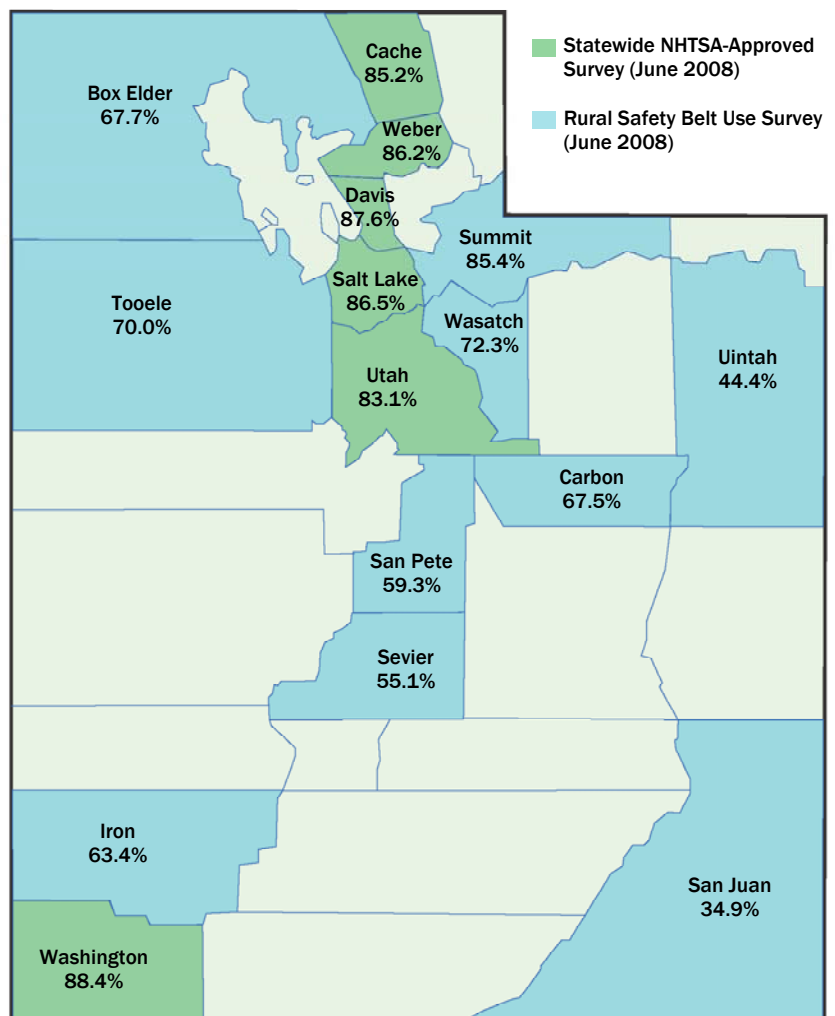 Statewide NHTSA-Approved
Survey (June 2008)
Rural Safety Belt Use Survey
(June 2008)
Cache
85.2%
Box Elder
67.7%
Weber
86.2%
Davis
87.6%
Summit
85.4%
Salt Lake
86.5%
Tooele
70.0%
Wasatch
72.3%
Uintah
44.4%
Utah
83.1%
Carbon
67.5%
San Pete
59.3%
Sevier
55.1%
Iron
63.4%
San Juan
34.9%
Washington
88.4%